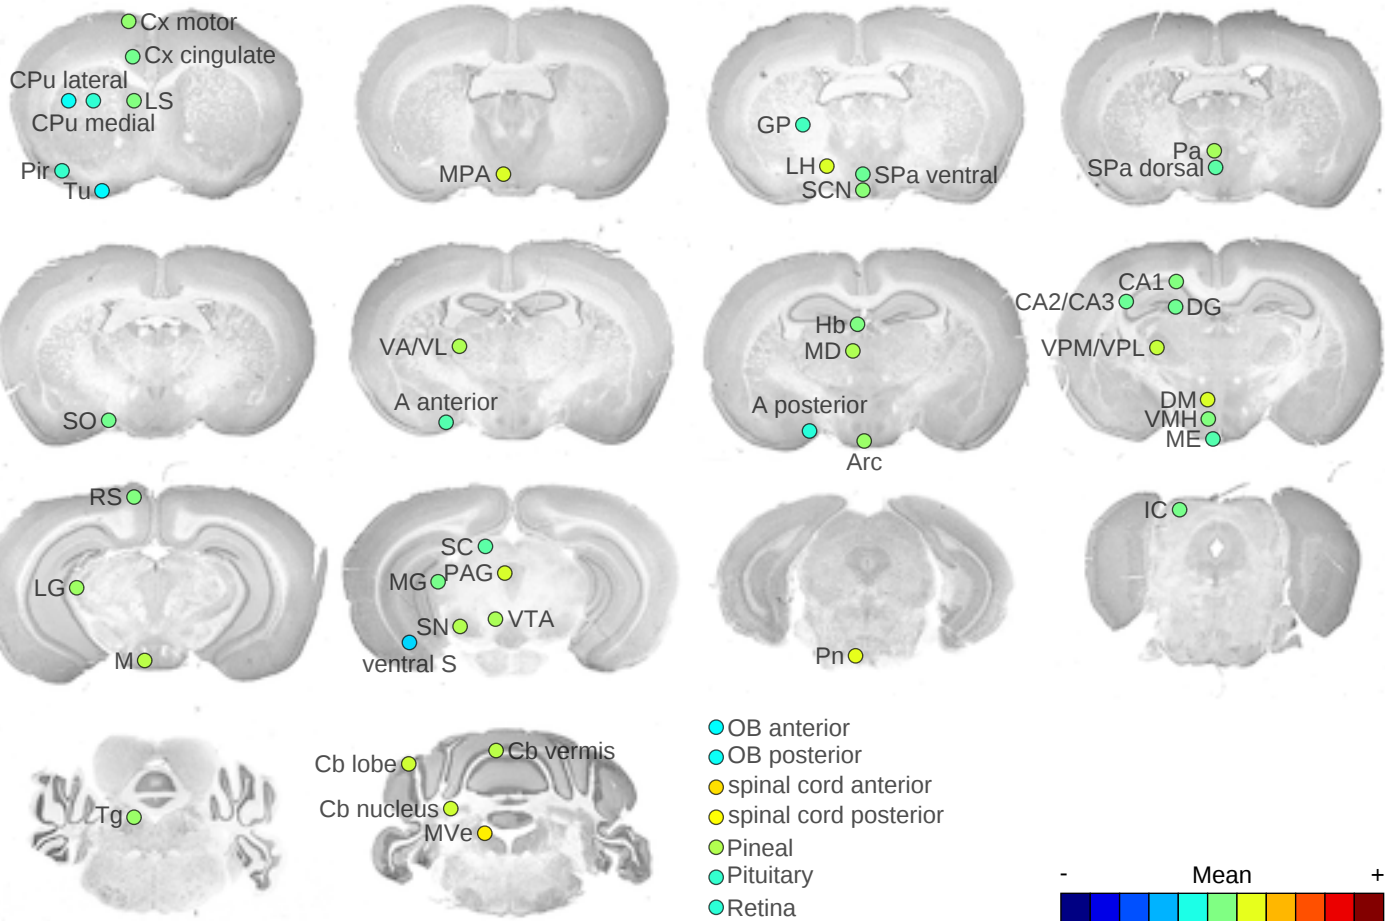 Cx motor
Cx cingulate
CPu lateral
LS
CPu medial
Pir
Tu
MPA
GP
LH
SPa ventral
SCN
Pa
SPa dorsal
SO
VA/VL
A anterior
Hb
MD
A posterior
Arc
CA1
CA2/CA3
DG
VPM/VPL
DM
VMH
ME
RS
LG
M
SC
MG
PAG
SN
VTA
ventral S
Pn
IC
Tg
Cb lobe
Cb vermis
Cb nucleus
MVe
OB anterior
OB posterior
spinal cord anterior
spinal cord posterior
Pineal
Pituitary
Retina
- Mean +